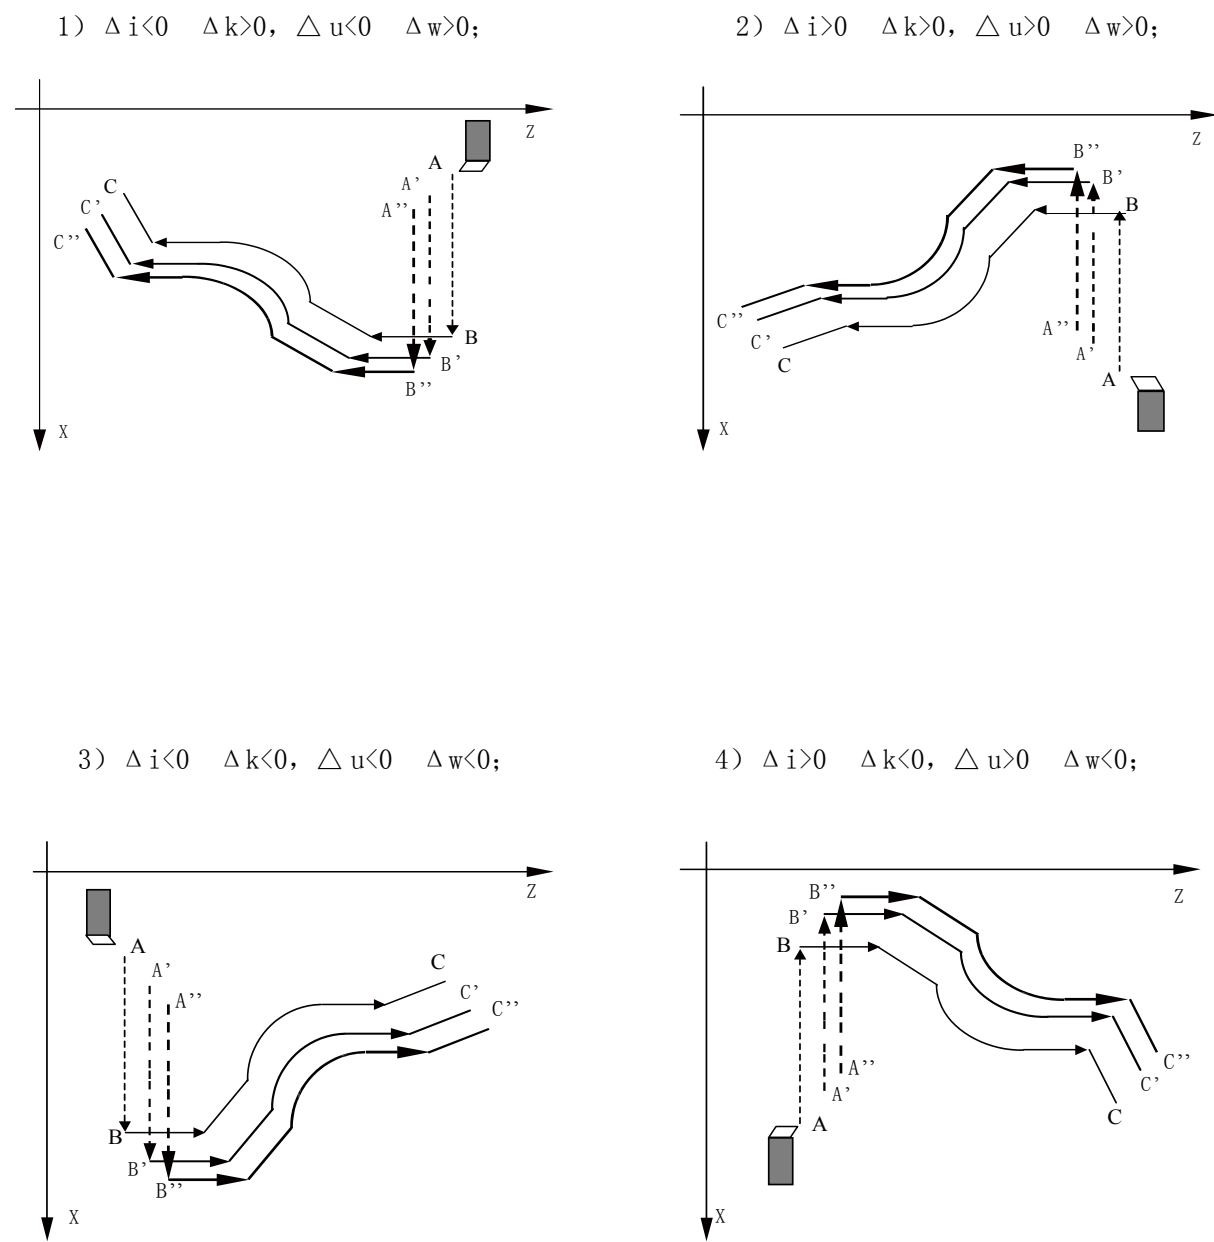 1) Δi<0 Δk>0, △u<0 Δw>0;
2) Δi>0 Δk>0, △u>0 Δw>0;
Z
A
A'
A''
C
C'
C''
B
B'
B''
X
Z
B''
B'
B
C''
C'
C
A''
A'
A
X
3) Δi<0 Δk<0, △u<0 Δw<0;
4) Δi>0 Δk<0, △u>0 Δw<0;
Z
A
A'
A''
C
C'
C''
B
B'
B''
X
Z
B''
B'
B
A''
A'
A
C''
C'
C
X